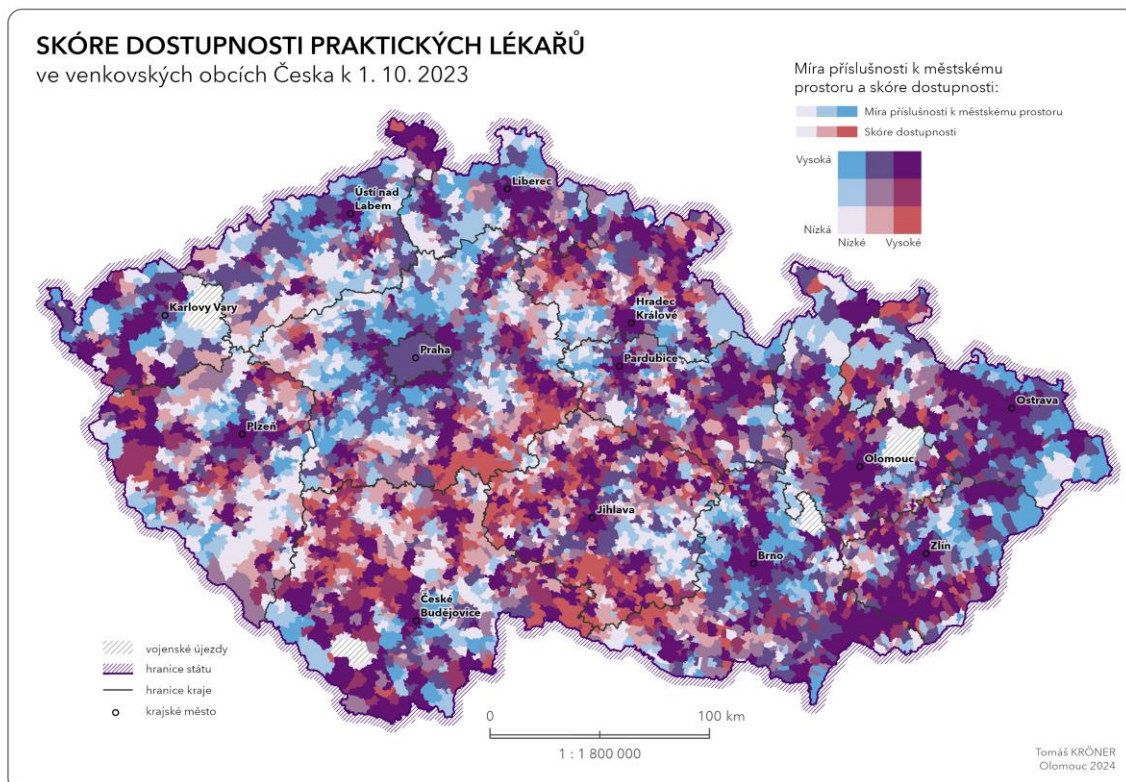 SKÓRE DOSTUPNOSTI PRAKTICKÝCH LÉKAŘŮ
ve venkovských obcích Česka k 1. 10. 2023
Míra příslušnosti k městskému
prostoru a skóre dostupnosti:
Míra příslušnosti k městskému prostoru
Skóre dostupnosti
Vysoká
Nízká
Nízké
Vysoké
Liberec
Ústí nad
Labem
Karlovy Vary
Hradec
Králové
Praha
Pardubice
Ostrava
Plzeň
Olomouc
Jihlava
Zlín
Brno
České
Budějovice
vojenské újezdy
hranice státu
hranice kraje
krajské město
0
100 km
1 : 1 800 000
Tomáš KRÖNER
Olomouc 2024